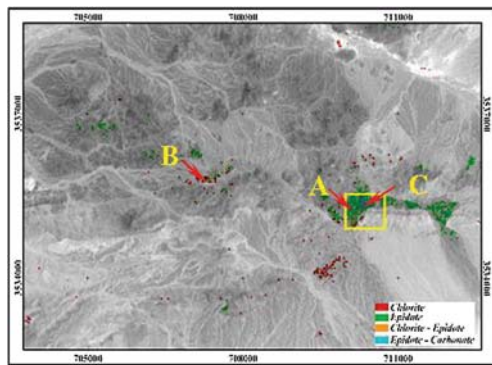 705000 708000 711000
3537000 3537000
B
A C
3534000 3534000
Chlorite
Epidote
Chlorite - Epidote
Epidote - Carbonate
705000 708000 711000